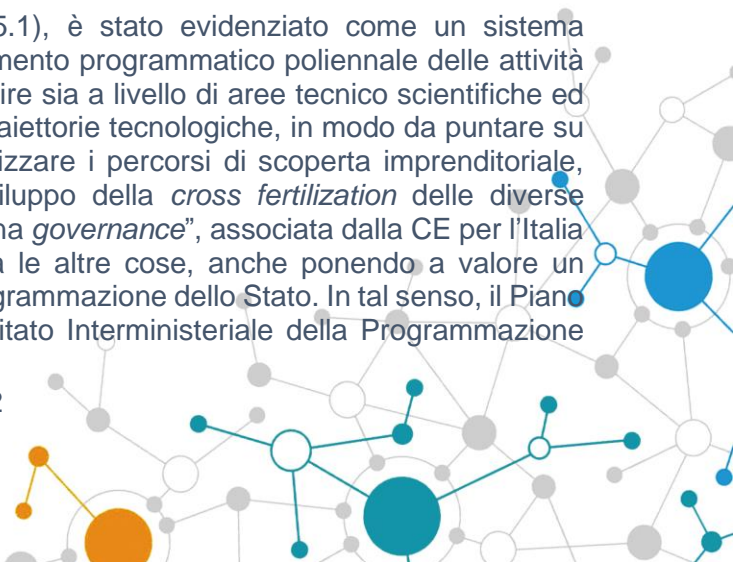 5.1), è stato evidenziato come un sistema
mento programmatico poliennale delle attività
ire sia a livello di aree tecnico scientifiche ed
aiettorie tecnologiche, in modo da puntare su
izzare i percorsi di scoperta imprenditoriale,
iluppo della cross fertilization delle diverse
na governance”, associata dalla CE per l’Italia
a le altre cose, anche ponendo a valore un
grammazione dello Stato. In tal senso, il Piano
itato Interministeriale della Programmazione
2